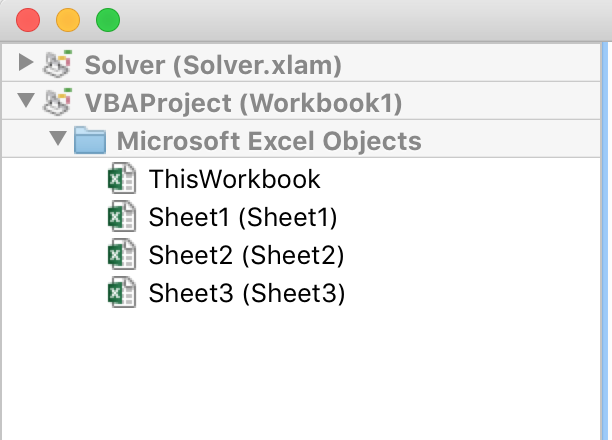 Solver (Solver.xlam)
VBAProject (Workbook1)
Microsoft Excel Objects
ThisWorkbook
Sheet1 (Sheet1)
Sheet2 (Sheet2)
Sheet3 (Sheet3)